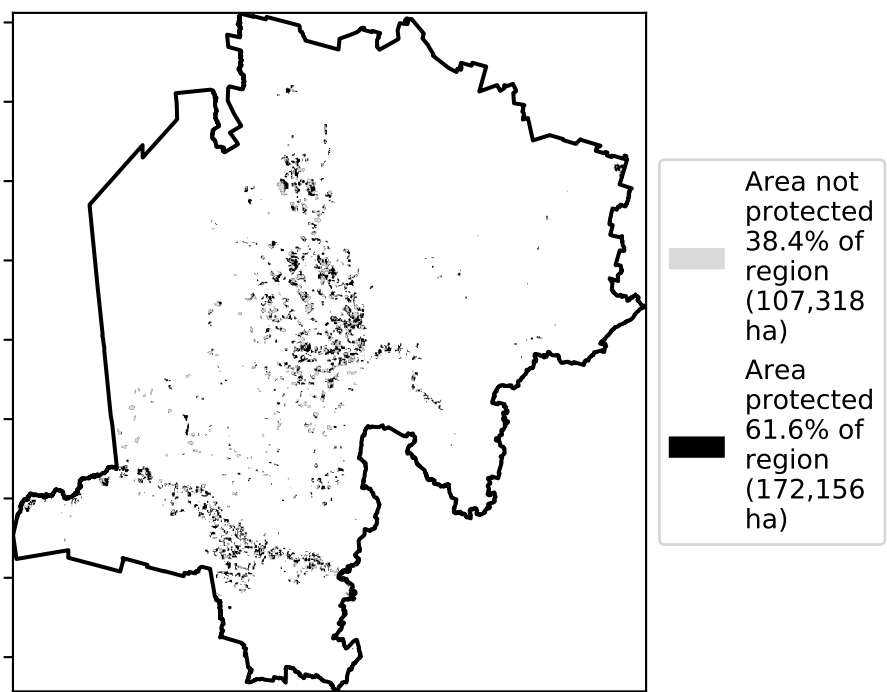 Area not
protected
38.4% of
region
(107,318
ha)
Area
protected
61.6% of
region
(172,156
ha)